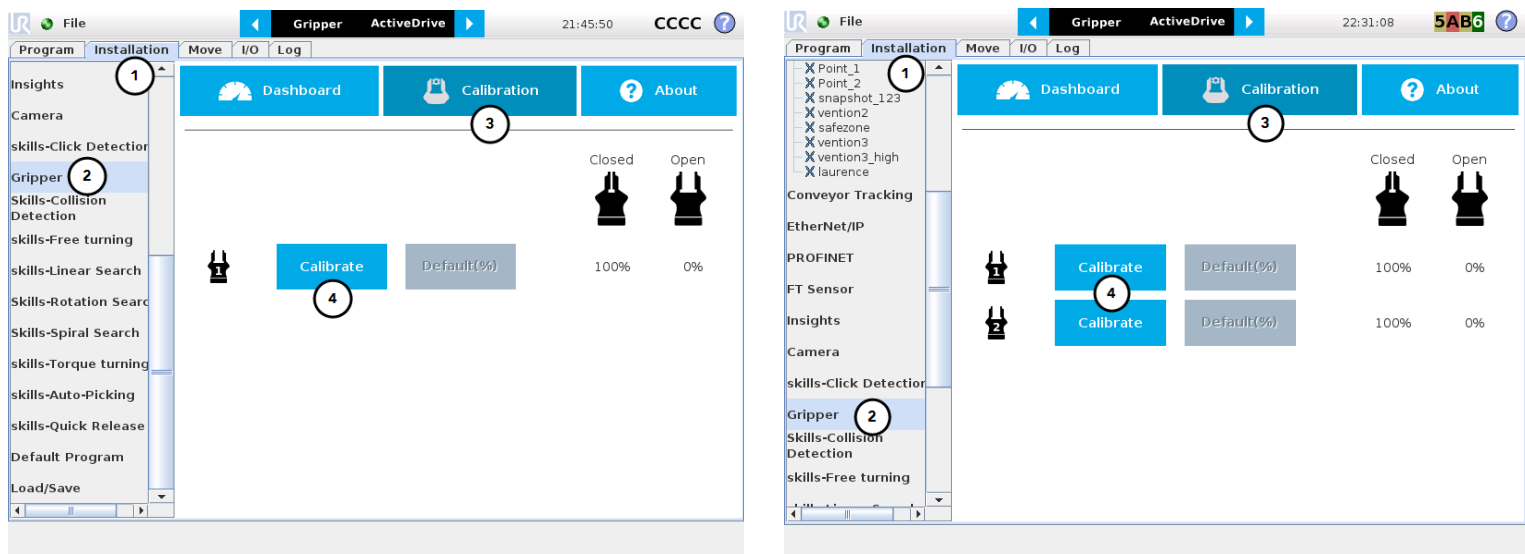 UR File Gripper ActiveDrive 21:45:50 CCCC ?
Program Installation Move I/O Log
1
Insights
Camera
skills-Click Detection
Gripper 2
Skills-Collision
Detection
skills-Free turning
skills-Linear Search
Skills-Rotation Searc
Skills-Spiral Search
skills-Torque turning
skills-Auto-Picking
skills-Quick Release
Default Program
Load/Save
Dashboard Calibration ? About
3
Closed Open
1 Calibrate Default(%) 100% 0%
4
UR File Gripper ActiveDrive 22:31:08 5AB6 ?
Program Installation Move I/O Log
1
Point_1
Point_2
snapshot_123
vention2
safezone
vention3
vention3_high
laurence
Conveyor Tracking
EtherNet/IP
PROFINET
FT Sensor
Insights
Camera
skills-Click Detection
Gripper 2
Skills-Collision
Detection
skills-Free turning
Dashboard Calibration ? About
3
Closed Open
1 Calibrate Default(%) 100% 0%
4
2 Calibrate Default(%) 100% 0%